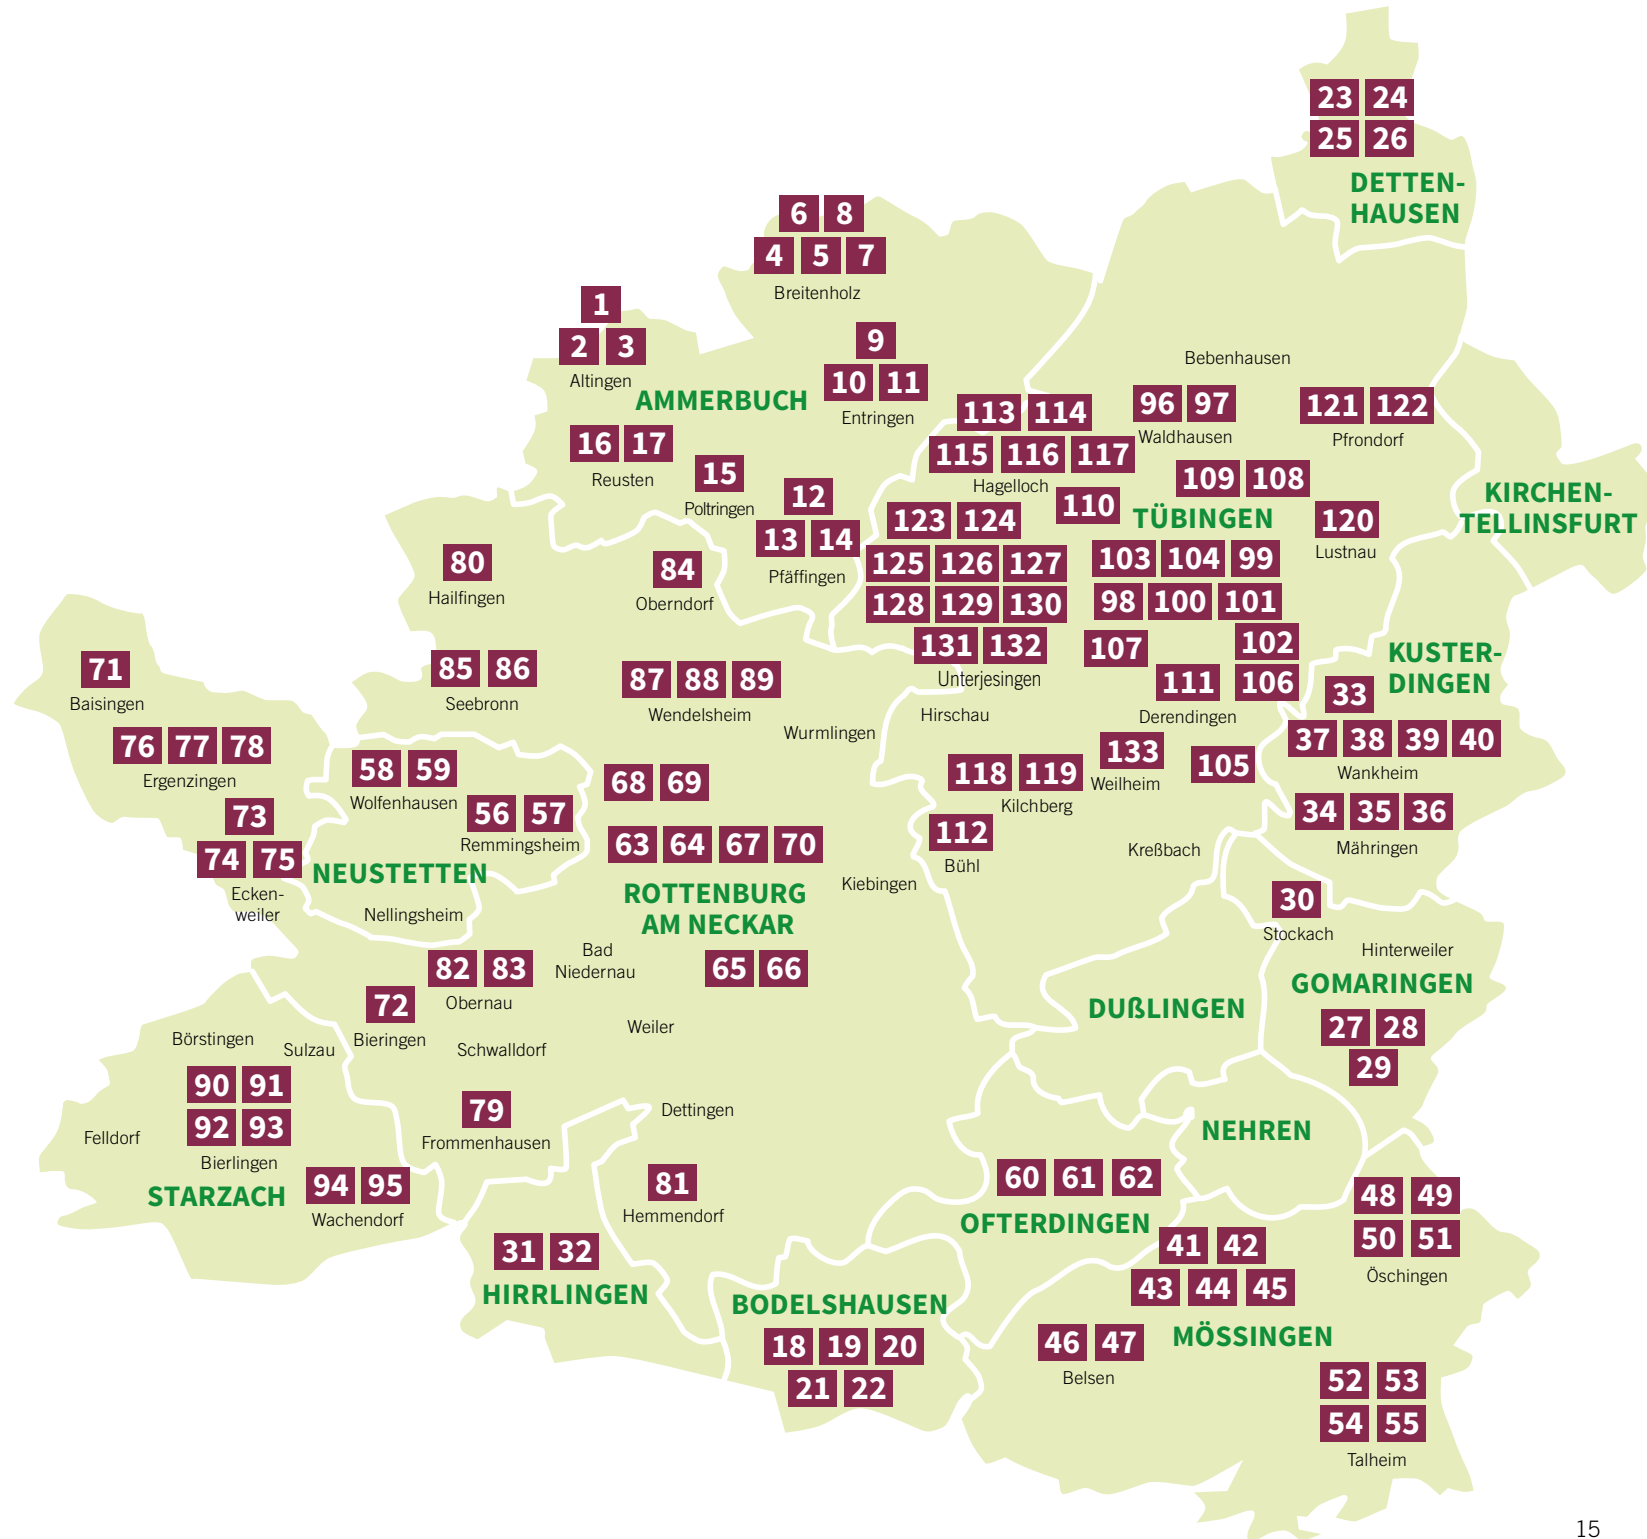 23 24
25 26
DETTEN-
HAUSEN
6 8
4 5 7
Breitenholz
1
2 3
Altingen
AMMERBUCH
9
10 11
Entringen
16 17
Reusten
15
Poltringen
12
13 14
Pfäffingen
Bebenhausen
96 97
Waldhausen
121 122
Pfrondorf
113 114
115 116 117
Hagelloch
110
109 108
TÜBINGEN
120
Lustnau
KIRCHEN-
TELLINSFURT
123 124
125 126 127
128 129 130
131 132
Unterjesingen
103 104 99
98 100 101
102
107
111 106
Derendingen
80
Hailfingen
84
Oberndorf
85 86
Seebronn
87 88 89
Wendelsheim
Wurmlingen
Hirschau
71
Baisingen
76 77 78
Ergenzingen
73
74 75
Ecken-
weiler
58 59
Wolfenhausen
56 57
Remmingsheim
NEUSTETTEN
Nellingsheim
68 69
63 64 67 70
ROTTENBURG
AM NECKAR
65 66
Kiebingen
118 119
Kilchberg
133
Weilheim
105
112
Bühl
Kreßbach
KUSTER-
DINGEN
33
37 38 39 40
Wankheim
34 35 36
Mähringen
30
Stockach
Hinterweiler
GOMARINGEN
27 28
29
DUßLINGEN
NEHREN
82 83
Obernau
Bad
Niedernau
72
Bieringen
Schwalldorf
Weiler
Börstingen
Sulzau
90 91
92 93
Bierlingen
Felldorf
STARZACH
94 95
Wachendorf
79
Frommenhausen
Dettingen
81
Hemmendorf
31 32
HIRRLINGEN
60 61 62
OFTERDINGEN
BODELSHAUSEN
18 19 20
21 22
41 42
43 44 45
MÖSSINGEN
46 47
Belsen
48 49
50 51
Öschingen
52 53
54 55
Talheim
15